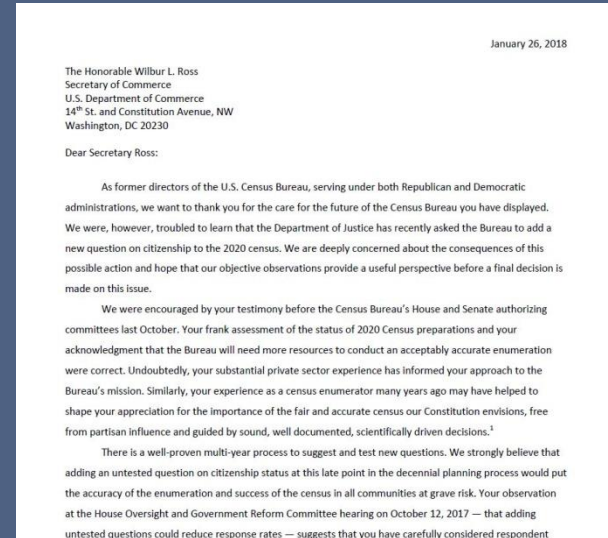 January 26, 2018
The Honorable Wilbur L. Ross
Secretary of Commerce
U.S. Department of Commerce
14th St. and Constitution Avenue, NW
Washington, DC 20230
Dear Secretary Ross:
As former directors of the U.S. Census Bureau, serving under both Republican and Democratic
administrations, we want to thank you for the care for the future of the Census Bureau you have displayed.
We were, however, troubled to learn that the Department of Justice has recently asked the Bureau to add a
new question on citizenship to the 2020 census. We are deeply concerned about the consequences of this
possible action and hope that our objective observations provide a useful perspective before a final decision is
made on this issue.
We were encouraged by your testimony before the Census Bureau's House and Senate authorizing
committees last October. Your frank assessment of the status of 2020 Census preparations and your
acknowledgment that the Bureau will need more resources to conduct an acceptably accurate enumeration
were correct. Undoubtedly, your substantial private sector experience has informed your approach to the
Bureau's mission. Similarly, your experience as a census enumerator many years ago may have helped to
shape your appreciation for the importance of the fair and accurate census our Constitution envisions, free
from partisan influence and guided by sound, well documented, scientifically driven decisions.1
There is a well-proven multi-year process to suggest and test new questions. We strongly believe that
adding an untested question on citizenship status at this late point in the decennial planning process would put
the accuracy of the enumeration and success of the census in all communities at grave risk. Your observation
at the House Oversight and Government Reform Committee hearing on October 12, 2017 — that adding
untested questions could reduce response rates — suggests that you have carefully considered respondent